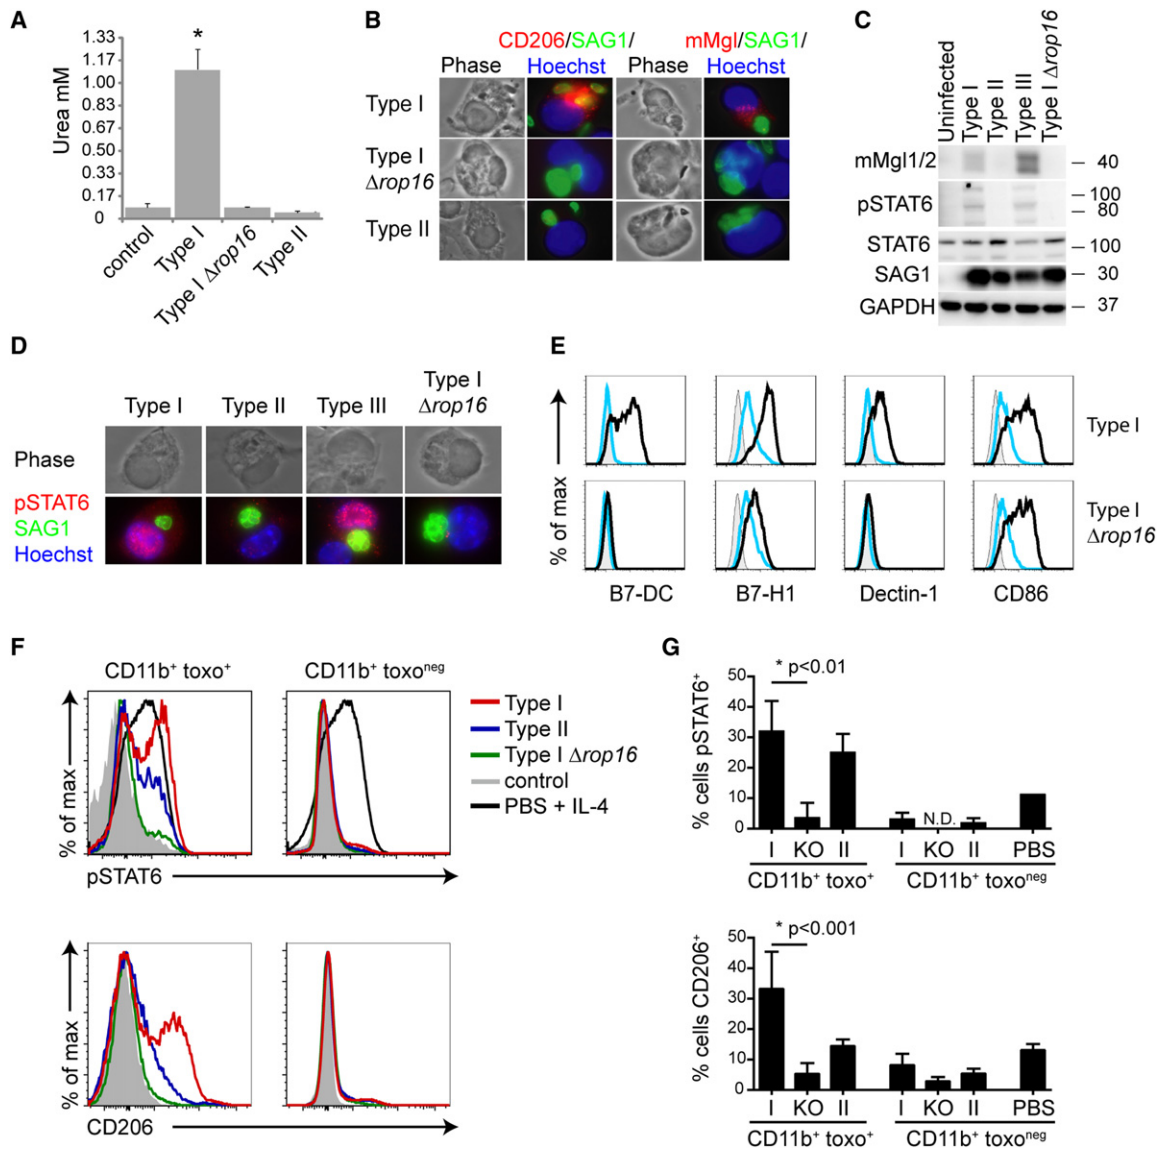 A
Urea mM
1.33
1.17
1.00
0.83
0.67
0.50
0.33
0.17
0
*
control
Type I
Type I Δrop16
Type II
B
CD206/SAG1/
Hoechst
mMgl/SAG1/
Hoechst
Phase
Phase
Type I
Type I
Δrop16
Type II
C
Uninfected
Type I
Type II
Type III
Type I Δrop16
mMgl1/2
40
pSTAT6
100
80
STAT6
100
SAG1
30
GAPDH
37
D
Type I
Type II
Type III
Type I
Δrop16
Phase
pSTAT6
SAG1
Hoechst
E
% of max
Type I
Type I
Δrop16
B7-DC
B7-H1
Dectin-1
CD86
F
CD11b⁺ toxo⁺
CD11b⁺ toxoⁿᵉᵍ
% of max
pSTAT6
Type I
Type II
Type I Δrop16
control
PBS + IL-4
% of max
CD206
G
* p<0.01
% cells pSTAT6⁺
50
40
30
20
10
0
N.D.
I
KO
II
I
KO
II
PBS
CD11b⁺ toxo⁺
CD11b⁺ toxoⁿᵉᵍ
* p<0.001
% cells CD206⁺
50
40
30
20
10
0
I
KO
II
I
KO
II
PBS
CD11b⁺ toxo⁺
CD11b⁺ toxoⁿᵉᵍ